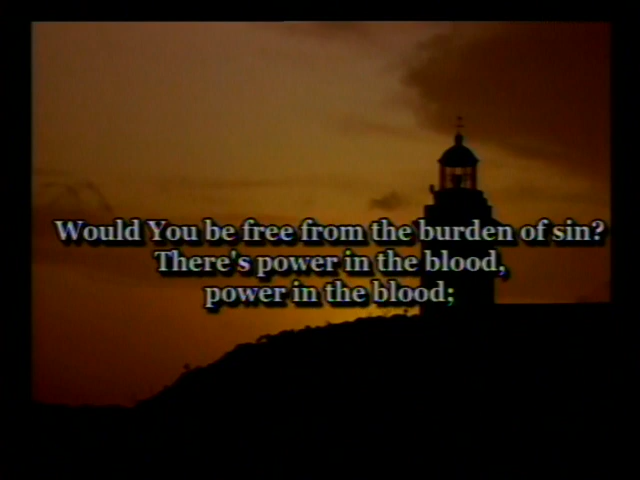 Would You be free from the burden of sin?
There's power in the blood,
power in the blood;